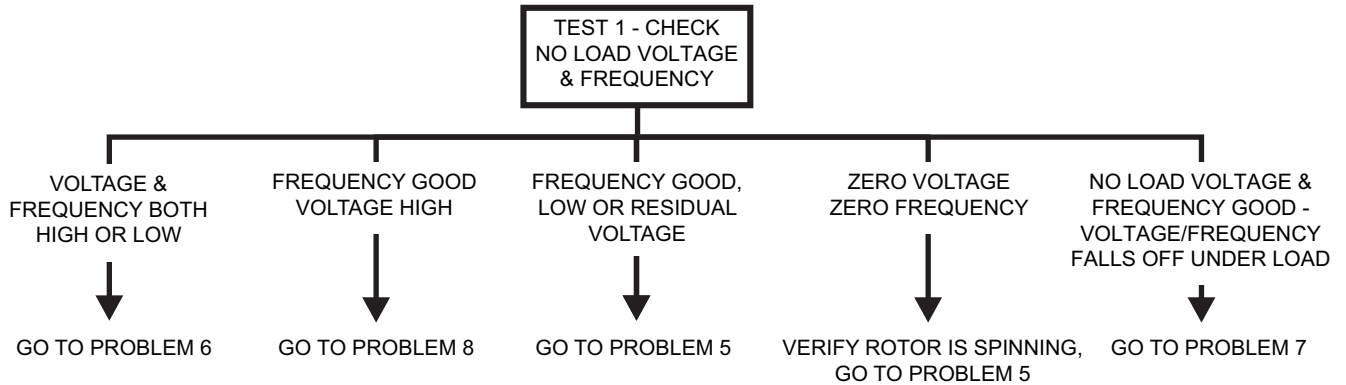 TEST 1 - CHECK
NO LOAD VOLTAGE
& FREQUENCY
VOLTAGE &
FREQUENCY BOTH
HIGH OR LOW
GO TO PROBLEM 6
FREQUENCY GOOD
VOLTAGE HIGH
GO TO PROBLEM 8
FREQUENCY GOOD,
LOW OR RESIDUAL
VOLTAGE
GO TO PROBLEM 5
ZERO VOLTAGE
ZERO FREQUENCY
VERIFY ROTOR IS SPINNING,
GO TO PROBLEM 5
NO LOAD VOLTAGE &
FREQUENCY GOOD -
VOLTAGE/FREQUENCY
FALLS OFF UNDER LOAD
GO TO PROBLEM 7